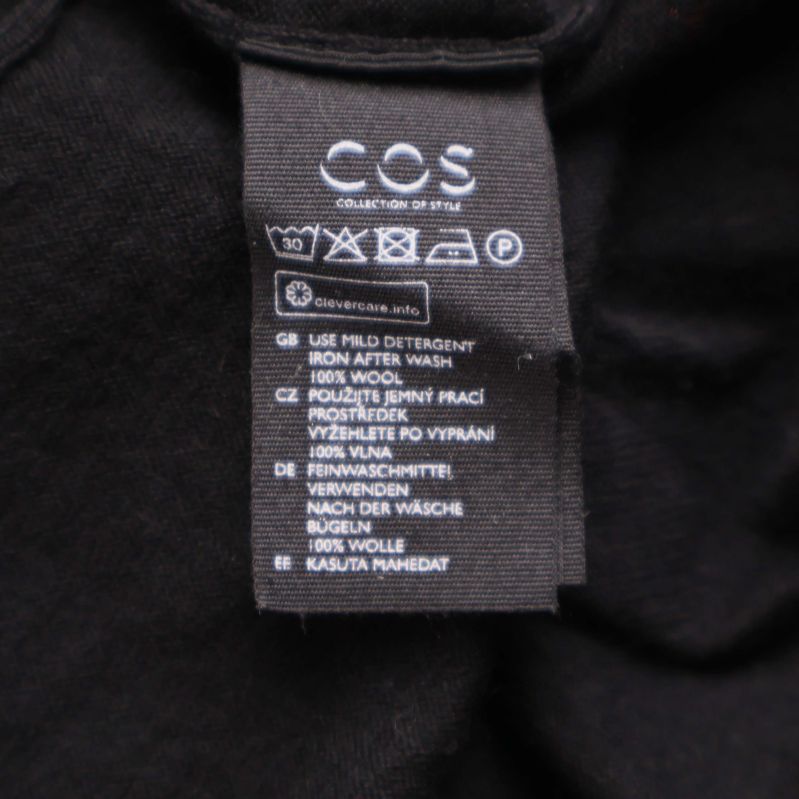 COS
COLLECTION OF STYLE
30 P
clevercare.info
GB USE MILD DETERGENT
IRON AFTER WASH
100% WOOL
CZ POUŽIJTE JEMNÝ PRACÍ
PROSTŘEDEK
VYŽEHLETE PO VYPRÁNÍ
100% VLNA
DE FEINWASCHMITTEL
VERWENDEN
NACH DER WÄSCHE
BÜGELN
100% WOLLE
EE KASUTA MAHEDAT